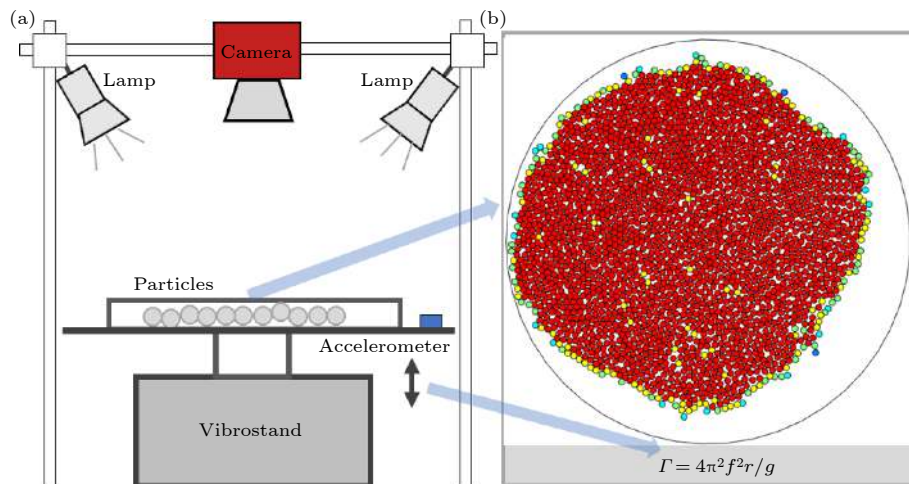 (a)
(b)
Camera
Lamp
Lamp
Particles
Accelerometer
Vibrostand
Γ = 4π²f²r/g